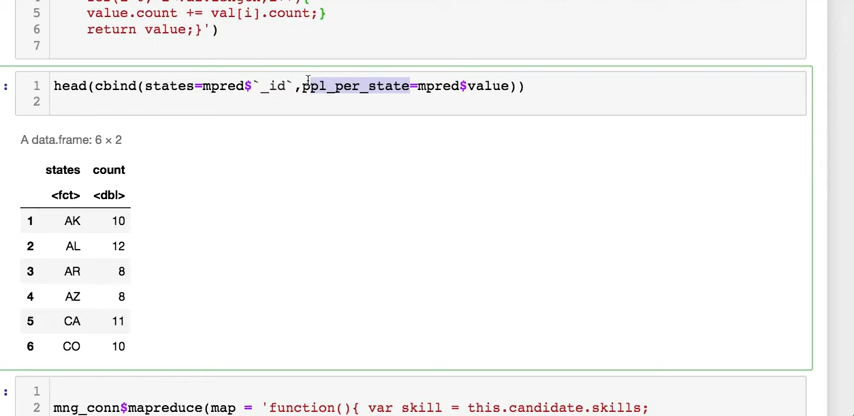 5 value.count += val[i].count;}
6 return value;}')
7
: 1 head(cbind(states=mpred$`_id`,ppl_per_state=mpred$value))
2
A data.frame: 6 × 2
states count
<fct> <dbl>
1 AK 10
2 AL 12
3 AR 8
4 AZ 8
5 CA 11
6 CO 10
: 1
2 mng_conn$mapreduce(map = 'function(){ var skill = this.candidate.skills;